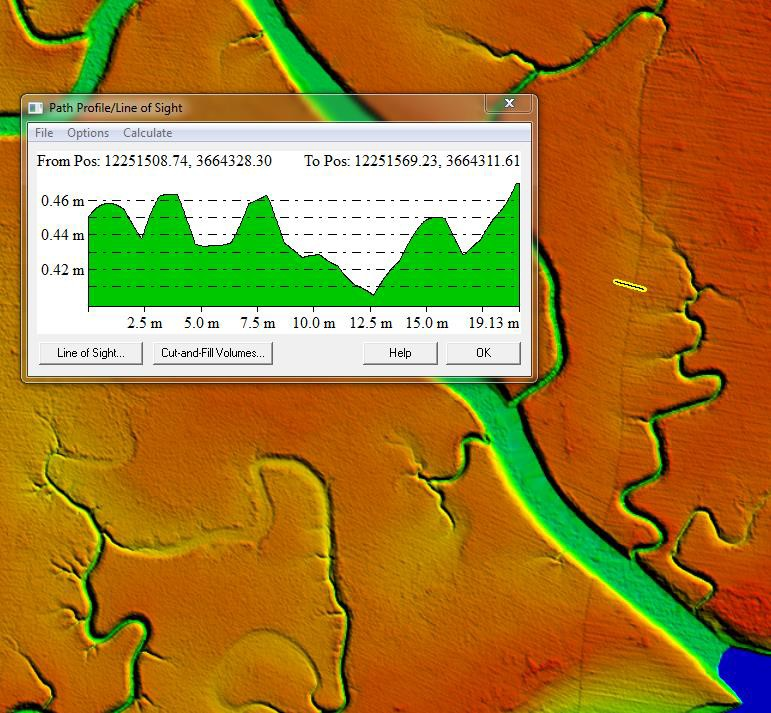 Path Profile/Line of Sight
x
File Options Calculate
From Pos: 12251508.74, 3664328.30 To Pos: 12251569.23, 3664311.61
0.46 m
0.44 m
0.42 m
2.5 m 5.0 m 7.5 m 10.0 m 12.5 m 15.0 m 19.13 m
Line of Sight... Cut-and-Fill Volumes... Help OK